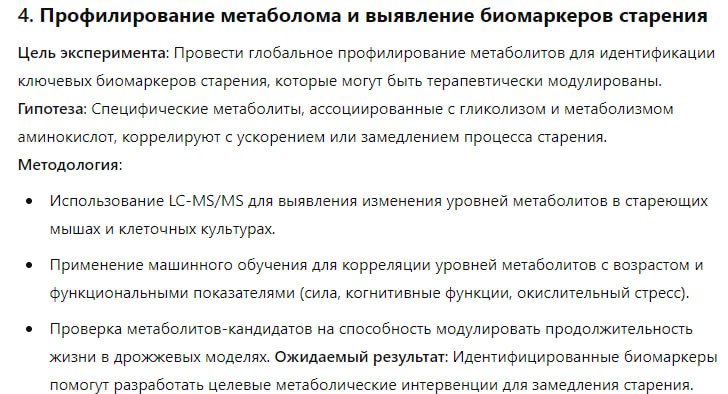 4. Профилирование метаболома и выявление биомаркеров старения
Цель эксперимента: Провести глобальное профилирование метаболитов для идентификации
ключевых биомаркеров старения, которые могут быть терапевтически модулированы.
Гипотеза: Специфические метаболиты, ассоциированные с гликолизом и метаболизмом
аминокислот, коррелируют с ускорением или замедлением процесса старения.
Методология:
• Использование LC-MS/MS для выявления изменения уровней метаболитов в стареющих
мышах и клеточных культурах.
• Применение машинного обучения для корреляции уровней метаболитов с возрастом и
функциональными показателями (сила, когнитивные функции, окислительный стресс).
• Проверка метаболитов-кандидатов на способность модулировать продолжительность
жизни в дрожжевых моделях. Ожидаемый результат: Идентифицированные биомаркеры
помогут разработать целевые метаболические интервенции для замедления старения.